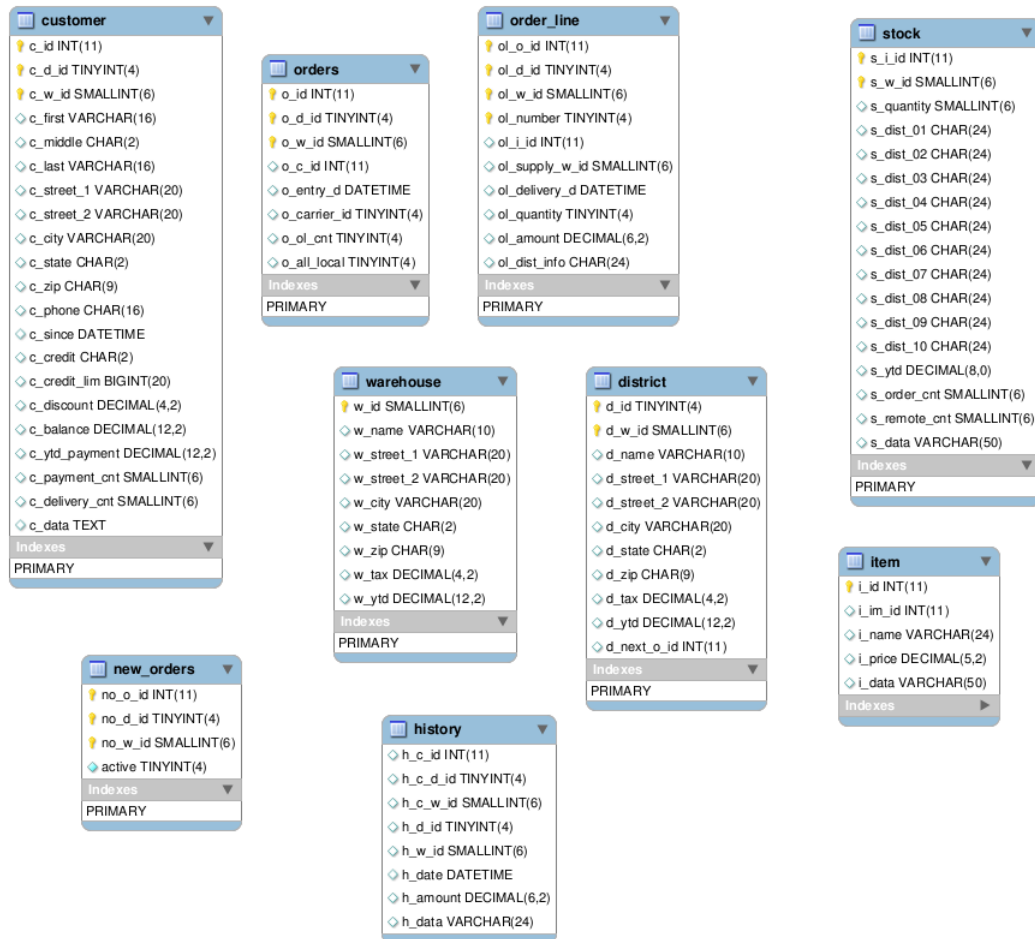 customer
c_id INT(11)
c_d_id TINYINT(4)
c_w_id SMALLINT(6)
c_first VARCHAR(16)
c_middle CHAR(2)
c_last VARCHAR(16)
c_street_1 VARCHAR(20)
c_street_2 VARCHAR(20)
c_city VARCHAR(20)
c_state CHAR(2)
c_zip CHAR(9)
c_phone CHAR(16)
c_since DATETIME
c_credit CHAR(2)
c_credit_lim BIGINT(20)
c_discount DECIMAL(4,2)
c_balance DECIMAL(12,2)
c_ytd_payment DECIMAL(12,2)
c_payment_cnt SMALLINT(6)
c_delivery_cnt SMALLINT(6)
c_data TEXT
Indexes
PRIMARY
orders
o_id INT(11)
o_d_id TINYINT(4)
o_w_id SMALLINT(6)
o_c_id INT(11)
o_entry_d DATETIME
o_carrier_id TINYINT(4)
o_ol_cnt TINYINT(4)
o_all_local TINYINT(4)
Indexes
PRIMARY
order_line
ol_o_id INT(11)
ol_d_id TINYINT(4)
ol_w_id SMALLINT(6)
ol_number TINYINT(4)
ol_i_id INT(11)
ol_supply_w_id SMALLINT(6)
ol_delivery_d DATETIME
ol_quantity TINYINT(4)
ol_amount DECIMAL(6,2)
ol_dist_info CHAR(24)
Indexes
PRIMARY
stock
s_i_id INT(11)
s_w_id SMALLINT(6)
s_quantity SMALLINT(6)
s_dist_01 CHAR(24)
s_dist_02 CHAR(24)
s_dist_03 CHAR(24)
s_dist_04 CHAR(24)
s_dist_05 CHAR(24)
s_dist_06 CHAR(24)
s_dist_07 CHAR(24)
s_dist_08 CHAR(24)
s_dist_09 CHAR(24)
s_dist_10 CHAR(24)
s_ytd DECIMAL(8,0)
s_order_cnt SMALLINT(6)
s_remote_cnt SMALLINT(6)
s_data VARCHAR(50)
Indexes
PRIMARY
warehouse
w_id SMALLINT(6)
w_name VARCHAR(10)
w_street_1 VARCHAR(20)
w_street_2 VARCHAR(20)
w_city VARCHAR(20)
w_state CHAR(2)
w_zip CHAR(9)
w_tax DECIMAL(4,2)
w_ytd DECIMAL(12,2)
Indexes
PRIMARY
district
d_id TINYINT(4)
d_w_id SMALLINT(6)
d_name VARCHAR(10)
d_street_1 VARCHAR(20)
d_street_2 VARCHAR(20)
d_city VARCHAR(20)
d_state CHAR(2)
d_zip CHAR(9)
d_tax DECIMAL(4,2)
d_ytd DECIMAL(12,2)
d_next_o_id INT(11)
Indexes
PRIMARY
item
i_id INT(11)
i_im_id INT(11)
i_name VARCHAR(24)
i_price DECIMAL(5,2)
i_data VARCHAR(50)
Indexes
new_orders
no_o_id INT(11)
no_d_id TINYINT(4)
no_w_id SMALLINT(6)
active TINYINT(4)
Indexes
PRIMARY
history
h_c_id INT(11)
h_c_d_id TINYINT(4)
h_c_w_id SMALLINT(6)
h_d_id TINYINT(4)
h_w_id SMALLINT(6)
h_date DATETIME
h_amount DECIMAL(6,2)
h_data VARCHAR(24)